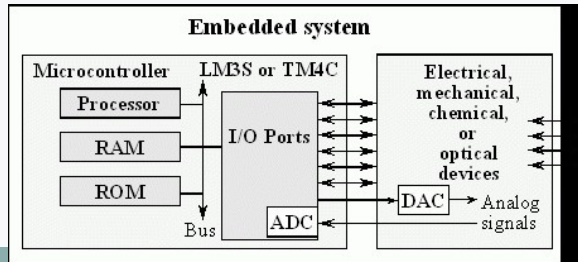 Embedded system
Microcontroller
LM3S or TM4C
Processor
RAM
ROM
Bus
I/O Ports
ADC
Electrical,
mechanical,
chemical,
or
optical
devices
DAC
Analog
signals